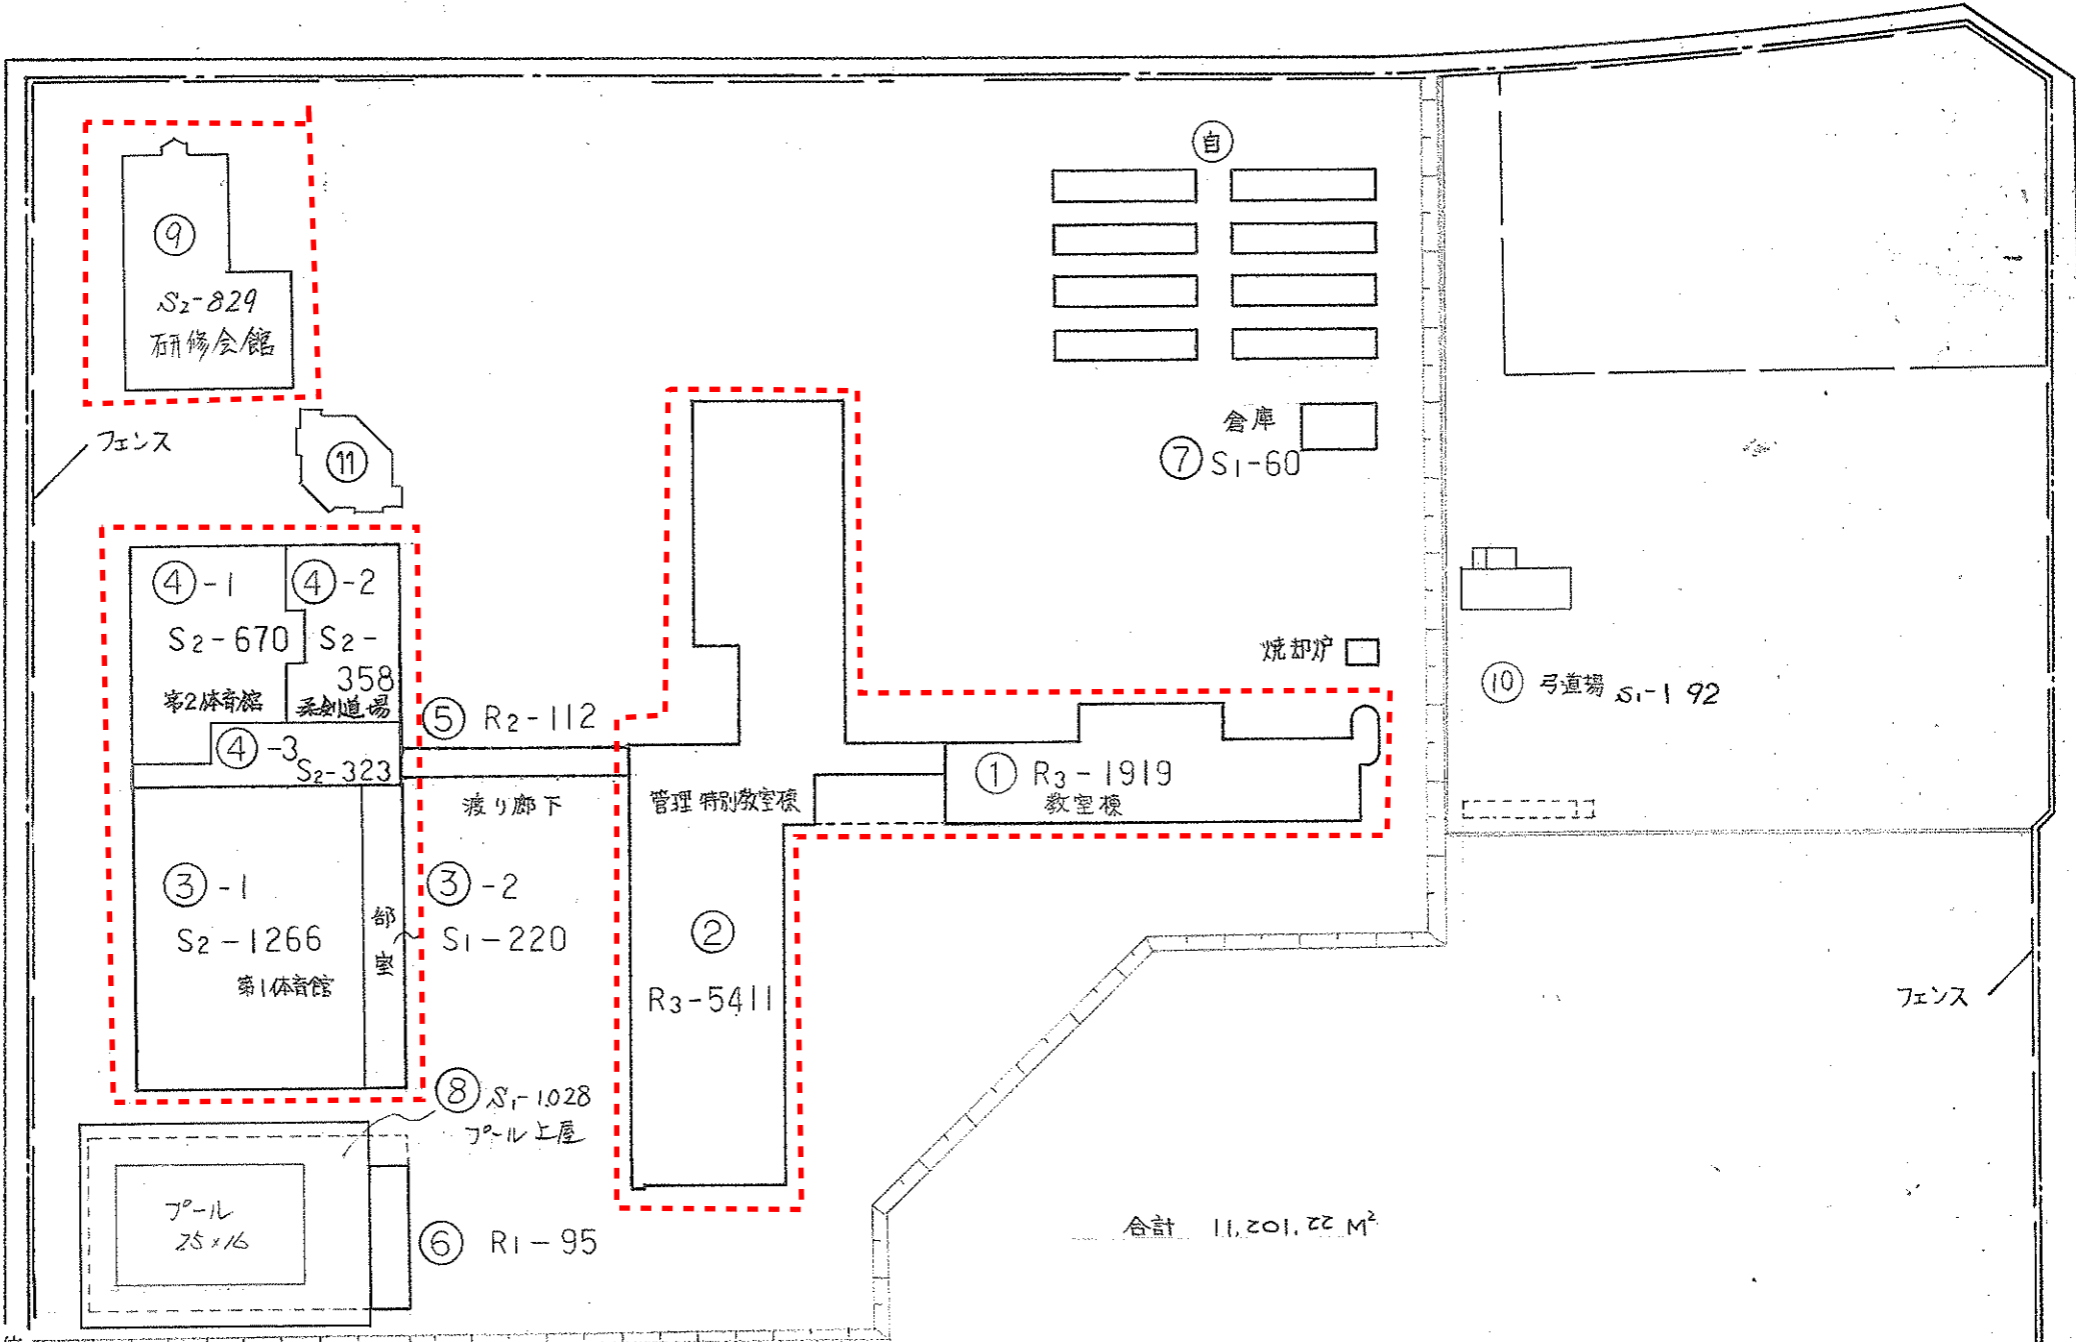 自
⑨
S2-829
研修会館
フェンス
⑪
倉庫
⑦ S1-60
④-1
S2-670
第2体育館
④-2
S2-
358
柔剣道場
④-3
S2-323
⑤ R2-112
渡り廊下
焼却炉
⑩ 弓道場 S1-192
管理 特別教室棟
① R3-1919
教室棟
③-1
S2-1266
第1体育館
部室
③-2
S1-220
②
R3-5411
フェンス
⑧ S1-1028
プール上屋
プール
25×16
⑥ R1-95
合計 11,201.22 M²